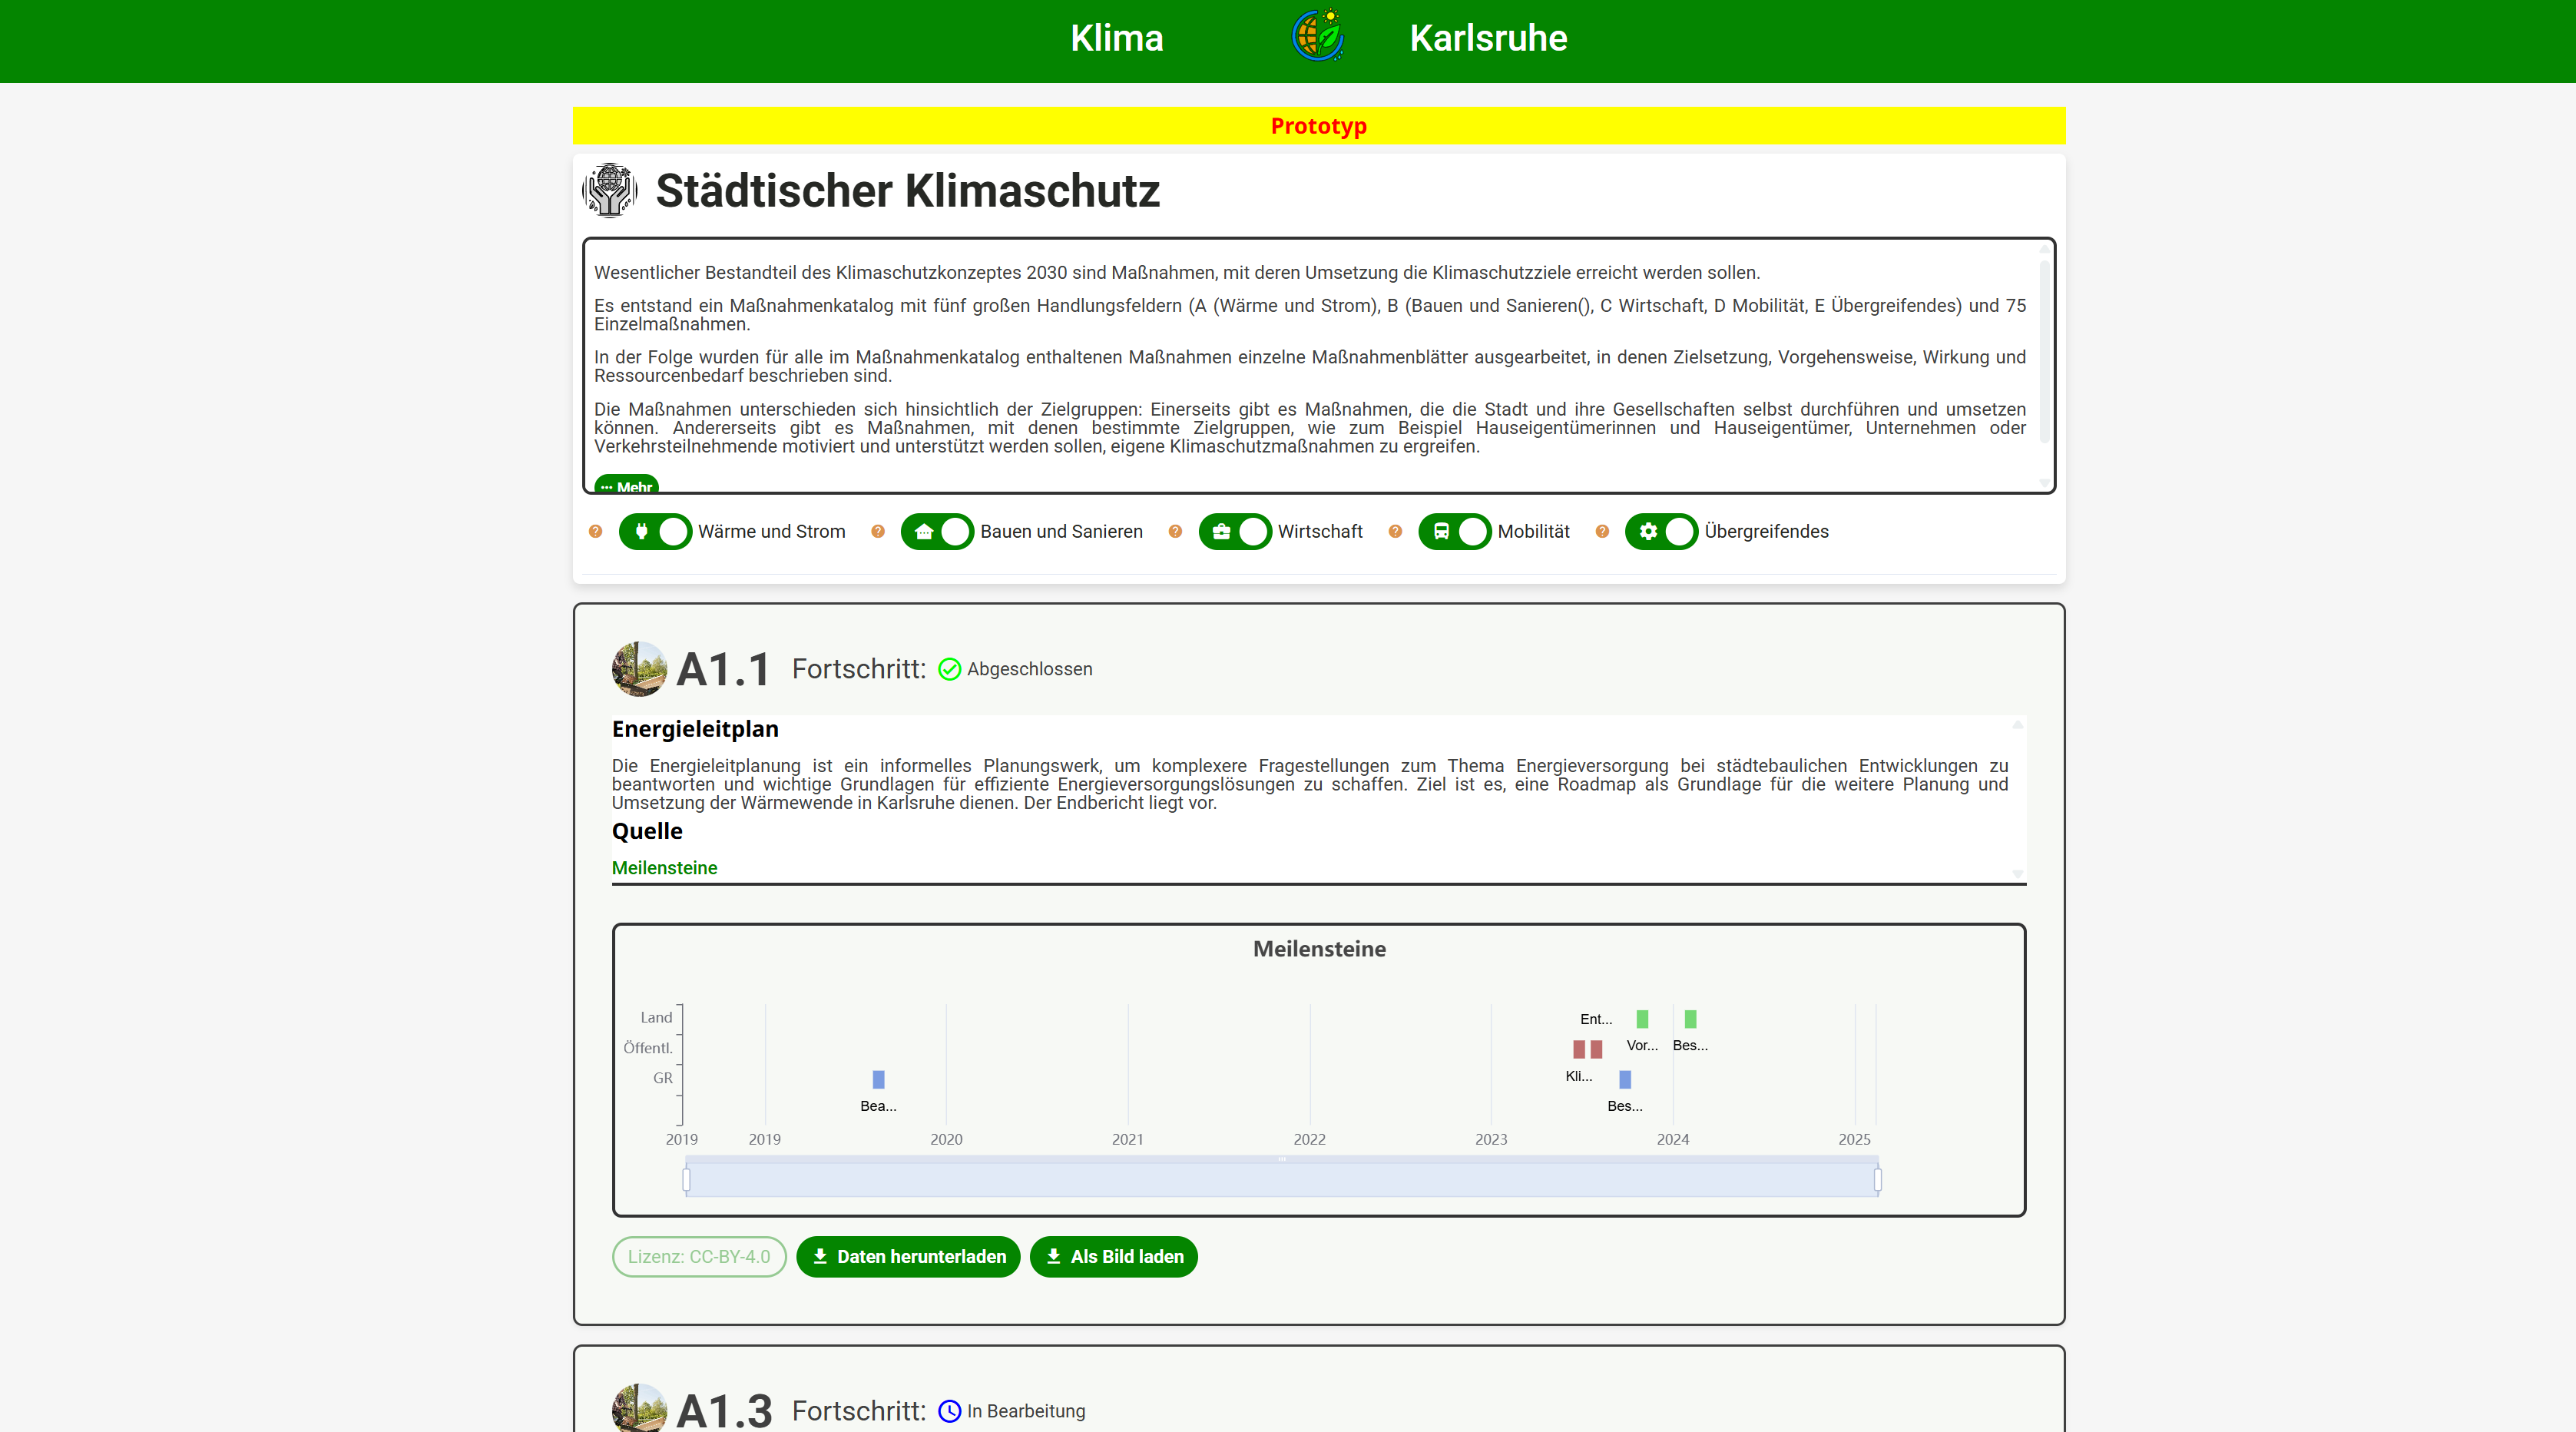 Klima Karlsruhe
Prototyp
Städtischer Klimaschutz
Wesentlicher Bestandteil des Klimaschutzkonzeptes 2030 sind Maßnahmen, mit deren Umsetzung die Klimaschutzziele erreicht werden sollen.
Es entstand ein Maßnahmenkatalog mit fünf großen Handlungsfeldern (A (Wärme und Strom), B (Bauen und Sanieren(), C Wirtschaft, D Mobilität, E Übergreifendes) und 75
Einzelmaßnahmen.
In der Folge wurden für alle im Maßnahmenkatalog enthaltenen Maßnahmen einzelne Maßnahmenblätter ausgearbeitet, in denen Zielsetzung, Vorgehensweise, Wirkung und
Ressourcenbedarf beschrieben sind.
Die Maßnahmen unterschieden sich hinsichtlich der Zielgruppen: Einerseits gibt es Maßnahmen, die die Stadt und ihre Gesellschaften selbst durchführen und umsetzen
können. Andererseits gibt es Maßnahmen, mit denen bestimmte Zielgruppen, wie zum Beispiel Hauseigentümerinnen und Hauseigentümer, Unternehmen oder
Verkehrsteilnehmende motiviert und unterstützt werden sollen, eigene Klimaschutzmaßnahmen zu ergreifen.
··· Mehr
? Wärme und Strom ? Bauen und Sanieren ? Wirtschaft ? Mobilität ? Übergreifendes
A1.1 Fortschritt: Abgeschlossen
Energieleitplan
Die Energieleitplanung ist ein informelles Planungswerk, um komplexere Fragestellungen zum Thema Energieversorgung bei städtebaulichen Entwicklungen zu
beantworten und wichtige Grundlagen für effiziente Energieversorgungslösungen zu schaffen. Ziel ist es, eine Roadmap als Grundlage für die weitere Planung und
Umsetzung der Wärmewende in Karlsruhe dienen. Der Endbericht liegt vor.
Quelle
Meilensteine
Meilensteine
Land Ent...
Öffentl. Vor... Bes...
GR Kli...
Bea... Bes...
2019 2019 2020 2021 2022 2023 2024 2025
Lizenz: CC-BY-4.0 Daten herunterladen Als Bild laden
A1.3 Fortschritt: In Bearbeitung